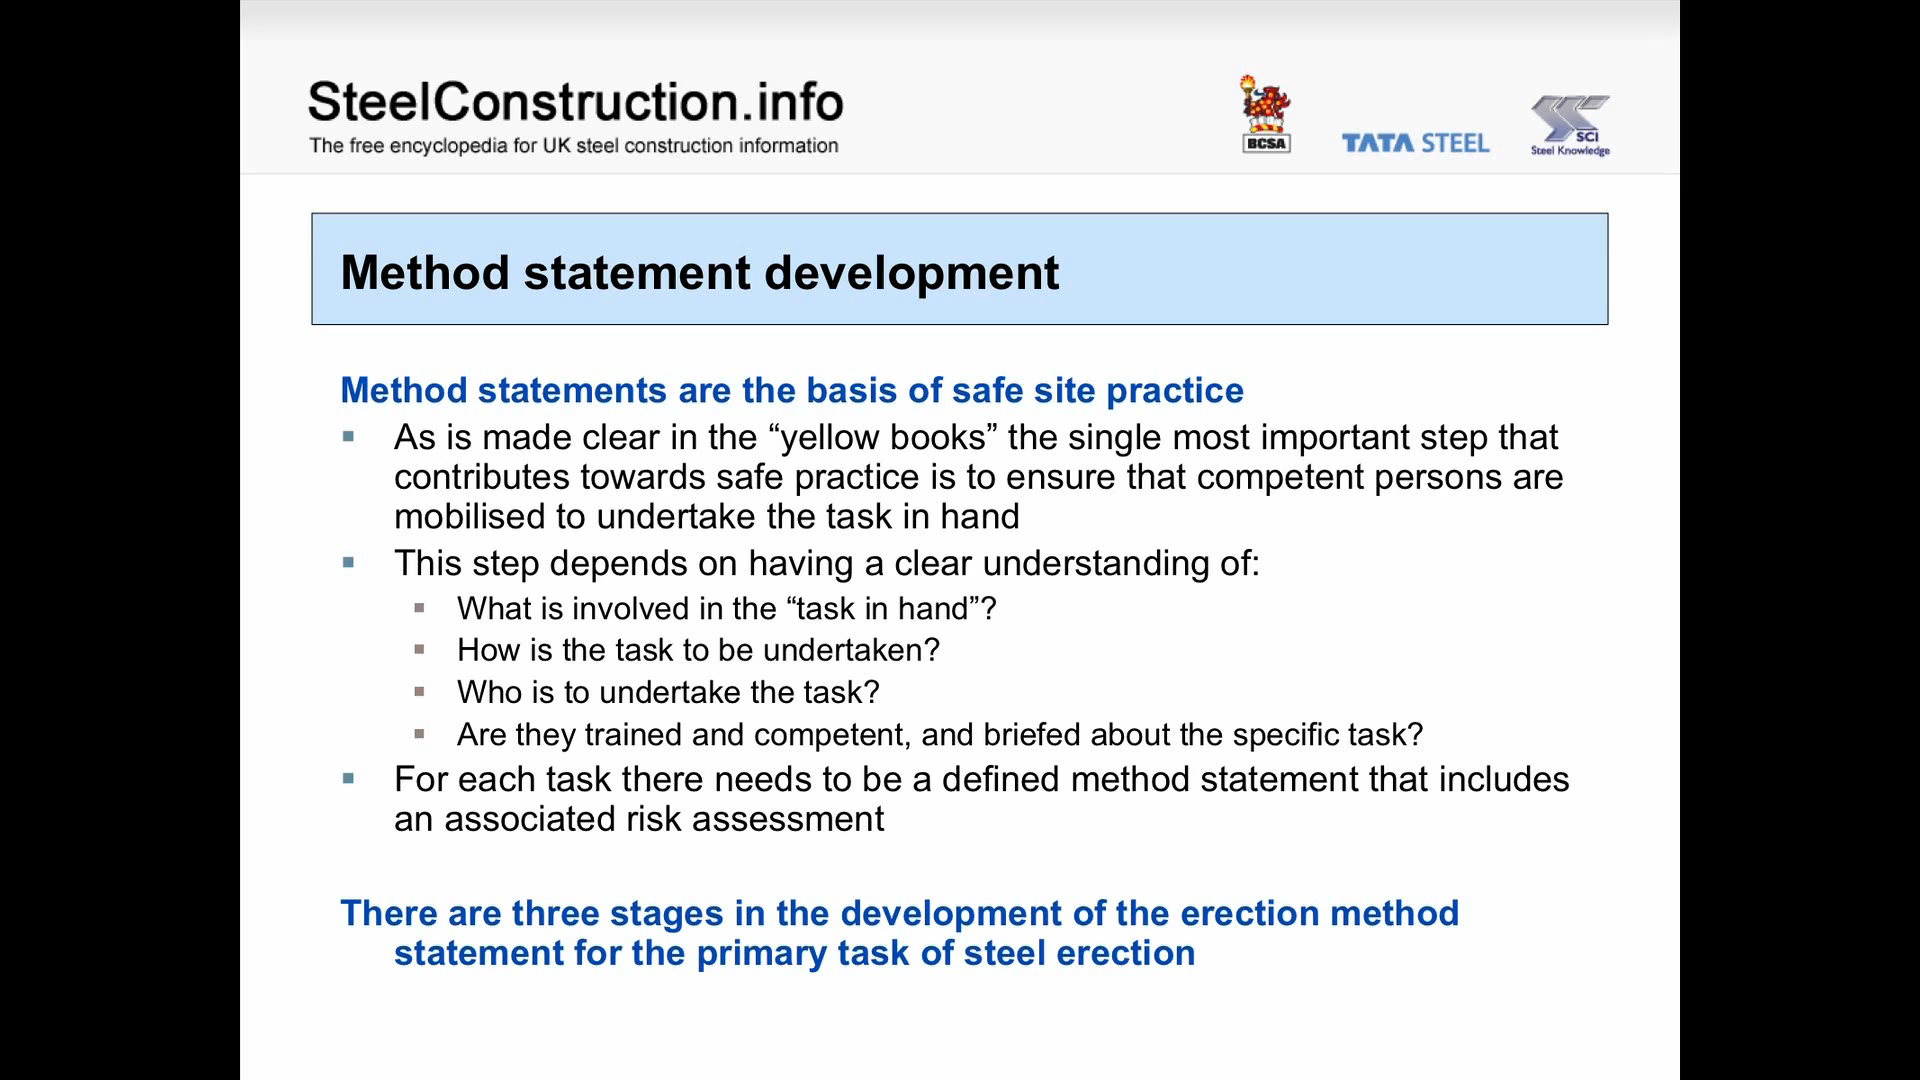 SteelConstruction.info
The free encyclopedia for UK steel construction information
BCSA
TATA STEEL
SCI
Steel Knowledge
Method statement development
Method statements are the basis of safe site practice
As is made clear in the “yellow books” the single most important step that
contributes towards safe practice is to ensure that competent persons are
mobilised to undertake the task in hand
This step depends on having a clear understanding of:
What is involved in the “task in hand”?
How is the task to be undertaken?
Who is to undertake the task?
Are they trained and competent, and briefed about the specific task?
For each task there needs to be a defined method statement that includes
an associated risk assessment
There are three stages in the development of the erection method
statement for the primary task of steel erection